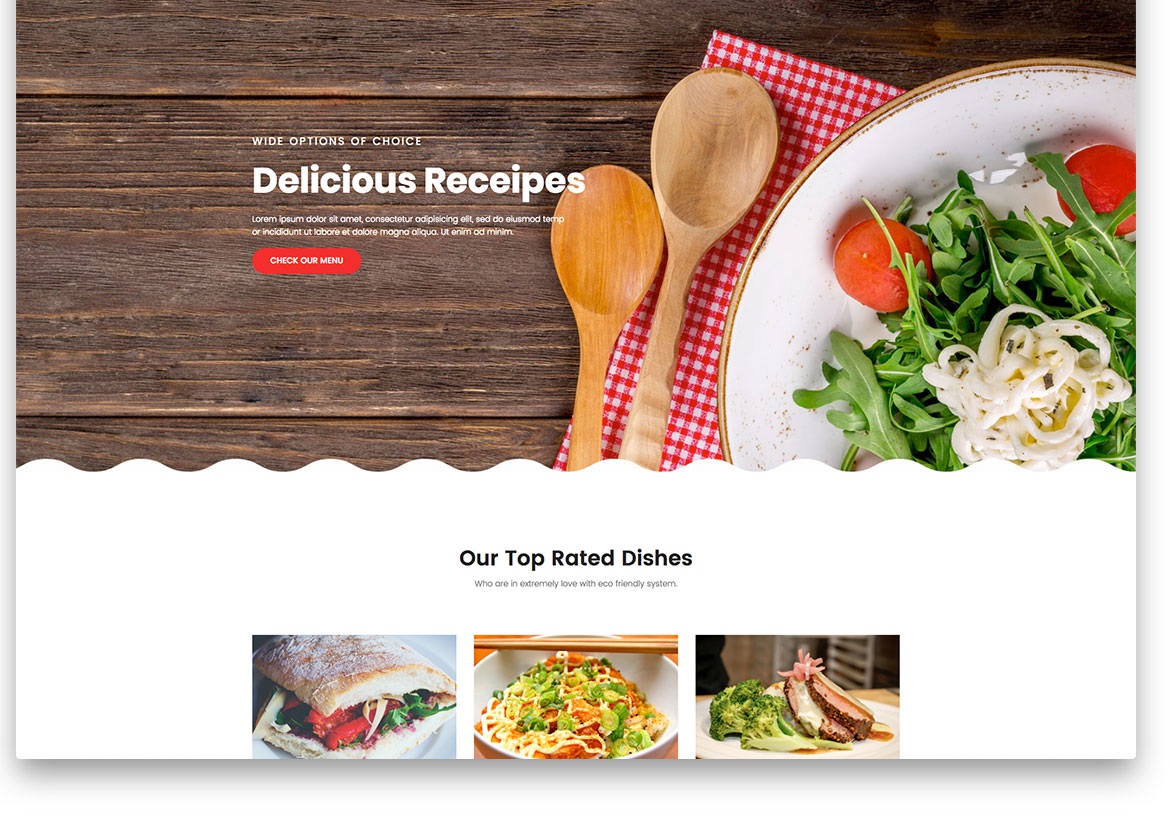 WIDE OPTIONS OF CHOICE
Delicious Receipes
Lorem ipsum dolor sit amet, consectetur adipisicing elit, sed do eiusmod temp
or incididunt ut labore et dolore magna aliqua. Ut enim ad minim.
CHECK OUR MENU
Our Top Rated Dishes
Who are in extremely love with eco friendly system.